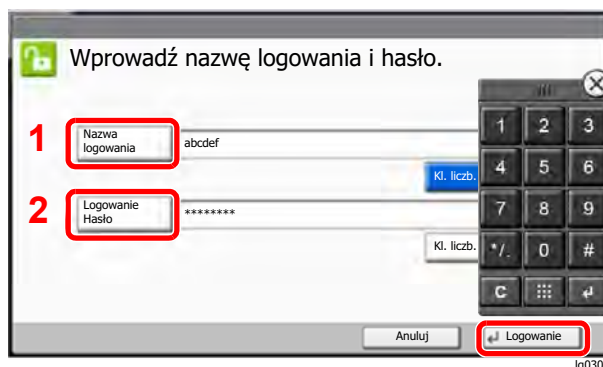 Wprowadź nazwę logowania i hasło.
1
Nazwa
logowania
abcdef
Kl. liczb.
2
Logowanie
Hasło
********
Kl. liczb.
1 2 3
4 5 6
7 8 9
*/. 0 #
C
Anuluj
Logowanie